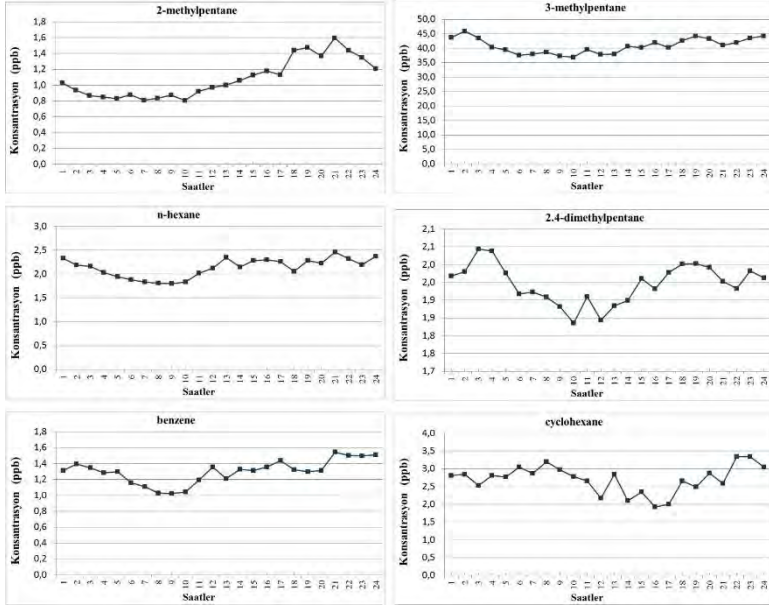 2-methylpentane
Konsantrasyon (ppb)
1,8
1,6
1,4
1,2
1,0
0,8
0,6
0,4
0,2
0,0
1 2 3 4 5 6 7 8 9 10 11 12 13 14 15 16 17 18 19 20 21 22 23 24
Saatler
3-methylpentane
Konsantrasyon (ppb)
50,0
45,0
40,0
35,0
30,0
25,0
20,0
15,0
10,0
5,0
0,0
1 2 3 4 5 6 7 8 9 10 11 12 13 14 15 16 17 18 19 20 21 22 23 24
Saatler
n-hexane
Konsantrasyon (ppb)
3,0
2,5
2,0
1,5
1,0
0,5
0,0
1 2 3 4 5 6 7 8 9 10 11 12 13 14 15 16 17 18 19 20 21 22 23 24
Saatler
2.4-dimethylpentane
Konsantrasyon (ppb)
2,1
2,1
2,0
2,0
1,9
1,9
1,8
1,8
1,7
1 2 3 4 5 6 7 8 9 10 11 12 13 14 15 16 17 18 19 20 21 22 23 24
Saatler
benzene
Konsantrasyon (ppb)
1,8
1,6
1,4
1,2
1,0
0,8
0,6
0,4
0,2
0,0
1 2 3 4 5 6 7 8 9 10 11 12 13 14 15 16 17 18 19 20 21 22 23 24
Saatler
cyclohexane
Konsantrasyon (ppb)
4,0
3,5
3,0
2,5
2,0
1,5
1,0
0,5
0,0
1 2 3 4 5 6 7 8 9 10 11 12 13 14 15 16 17 18 19 20 21 22 23 24
Saatler